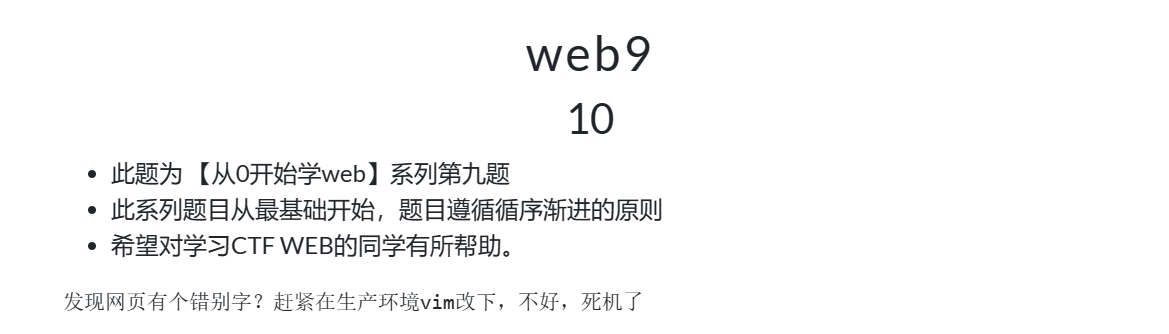 web9
10
此题为 【从0开始学web】系列第九题
此系列题目从最基础开始，题目遵循循序渐进的原则
希望对学习CTF WEB的同学有所帮助。
发现网页有个错别字？赶紧在生产环境vim改下，不好，死机了